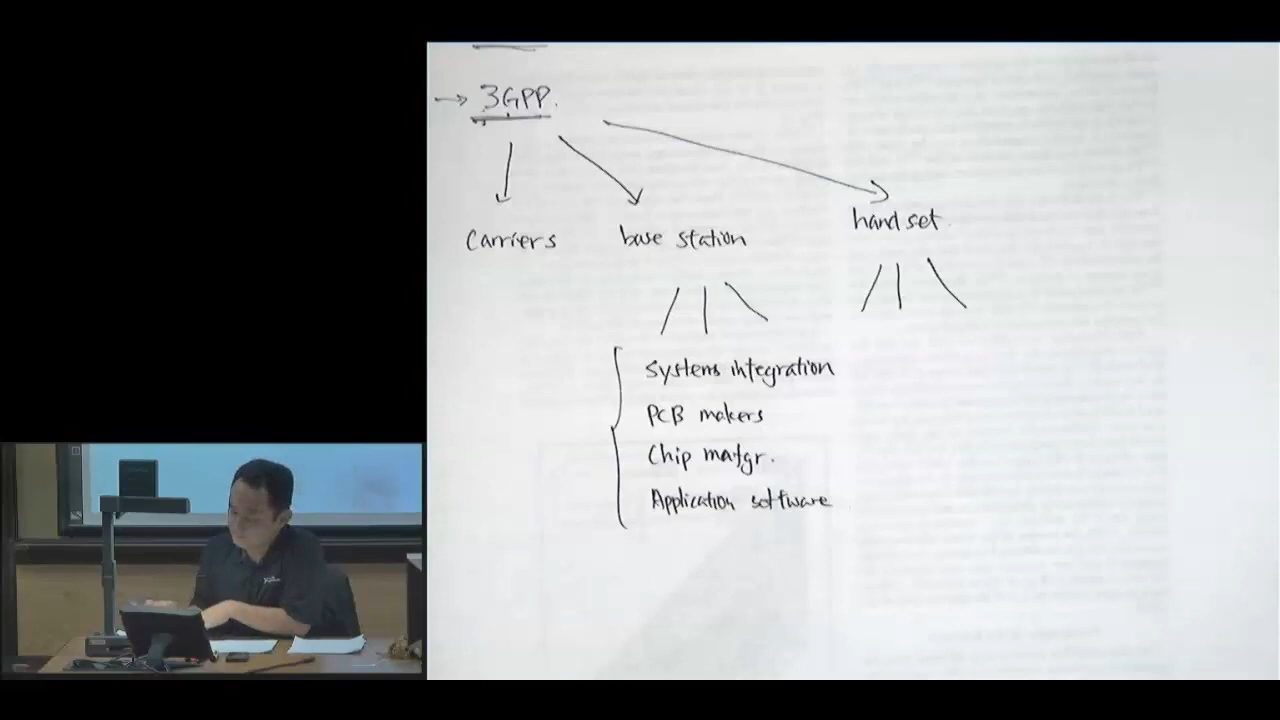 → 3GPP.
Carriers base station hand set.
Systems integration
PCB makers
Chip mafgr.
Application software